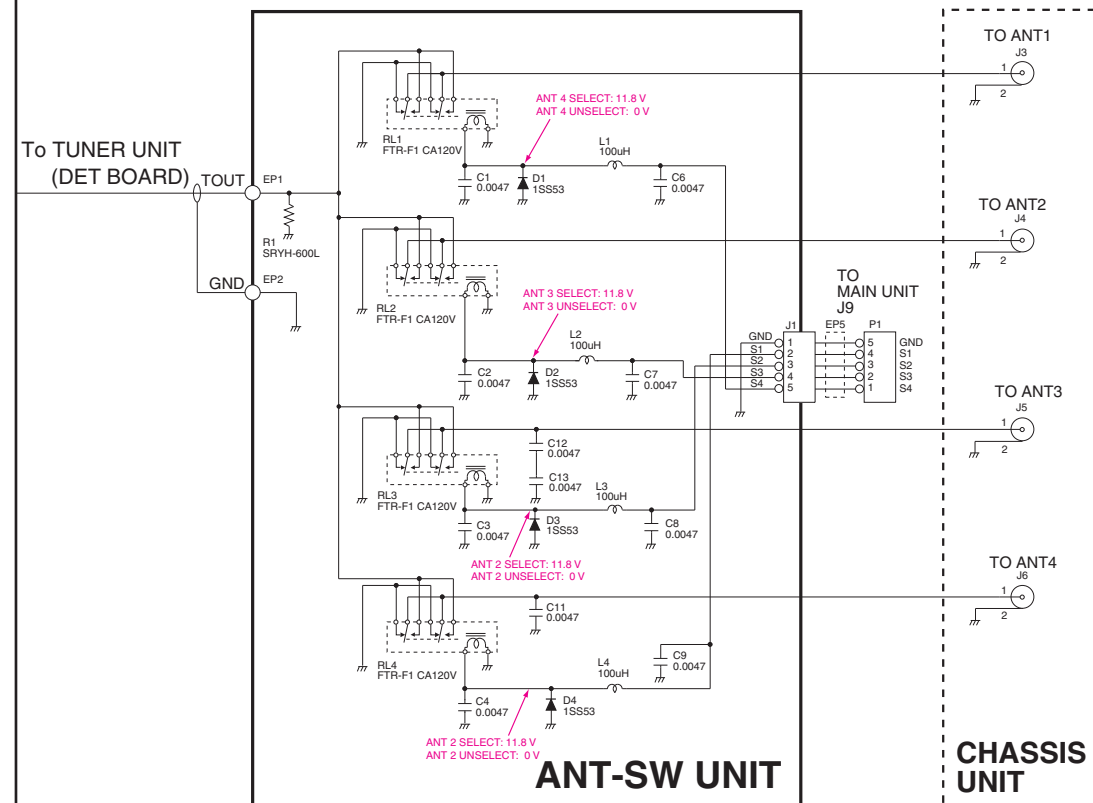 TO ANT1
J3
1
2
ANT 4 SELECT: 11.8 V
ANT 4 UNSELECT: 0 V
RL1
FTR-F1 CA120V
L1
100uH
To TUNER UNIT
(DET BOARD)
TOUT
EP1
C1
0.0047
D1
1SS53
C6
0.0047
R1
SRYH-600L
TO ANT2
J4
1
2
GND
EP2
ANT 3 SELECT: 11.8 V
ANT 3 UNSELECT: 0 V
RL2
FTR-F1 CA120V
L2
100uH
C2
0.0047
D2
1SS53
C7
0.0047
TO
MAIN UNIT
J9
J1
EP5
P1
GND 1 5 GND
S1 2 4 S1
S2 3 3 S2
S3 4 2 S3
S4 5 1 S4
TO ANT3
J5
1
2
C12
0.0047
C13
0.0047
RL3
FTR-F1 CA120V
L3
100uH
C3
0.0047
D3
1SS53
C8
0.0047
ANT 2 SELECT: 11.8 V
ANT 2 UNSELECT: 0 V
TO ANT4
J6
1
2
C11
0.0047
RL4
FTR-F1 CA120V
L4
100uH
C9
0.0047
C4
0.0047
D4
1SS53
ANT 2 SELECT: 11.8 V
ANT 2 UNSELECT: 0 V
ANT-SW UNIT
CHASSIS
UNIT